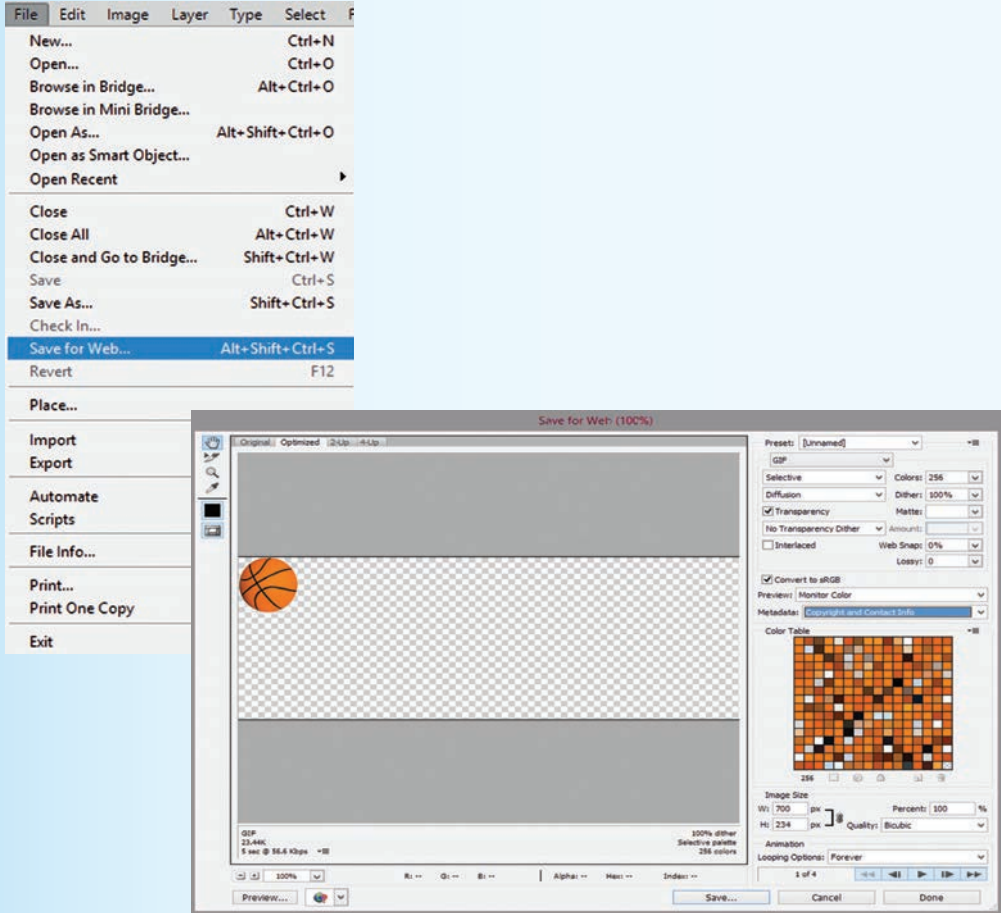 File Edit Image Layer Type Select
New... Ctrl+N
Open... Ctrl+O
Browse in Bridge... Alt+Ctrl+O
Browse in Mini Bridge...
Open As... Alt+Shift+Ctrl+O
Open as Smart Object...
Open Recent
Close Ctrl+W
Close All Alt+Ctrl+W
Close and Go to Bridge... Shift+Ctrl+W
Save Ctrl+S
Save As... Shift+Ctrl+S
Check In...
Save for Web... Alt+Shift+Ctrl+S
Revert F12
Place...
Import
Export
Automate
Scripts
File Info...
Print...
Print One Copy
Exit
Save for Web (100%)
Original Optimized 2-Up 4-Up
GIF
23.44K
5 sec @ 56.6 Kbps
100% dither
Selective palette
256 colors
100% R: -- G: -- B: -- Alpha: -- Hex: -- Index: --
Preview... Save... Cancel Done
Preset: [Unnamed]
GIF
Selective Colors: 256
Diffusion Dither: 100%
Transparency Matte:
No Transparency Dither Amount:
Interlaced Web Snap: 0%
Lossy: 0
Convert to sRGB
Preview: Monitor Color
Metadata: Copyright and Contact Info
Color Table
256
Image Size
W: 700 px Percent: 100 %
H: 234 px Quality: Bicubic
Animation
Looping Options: Forever
1 of 4